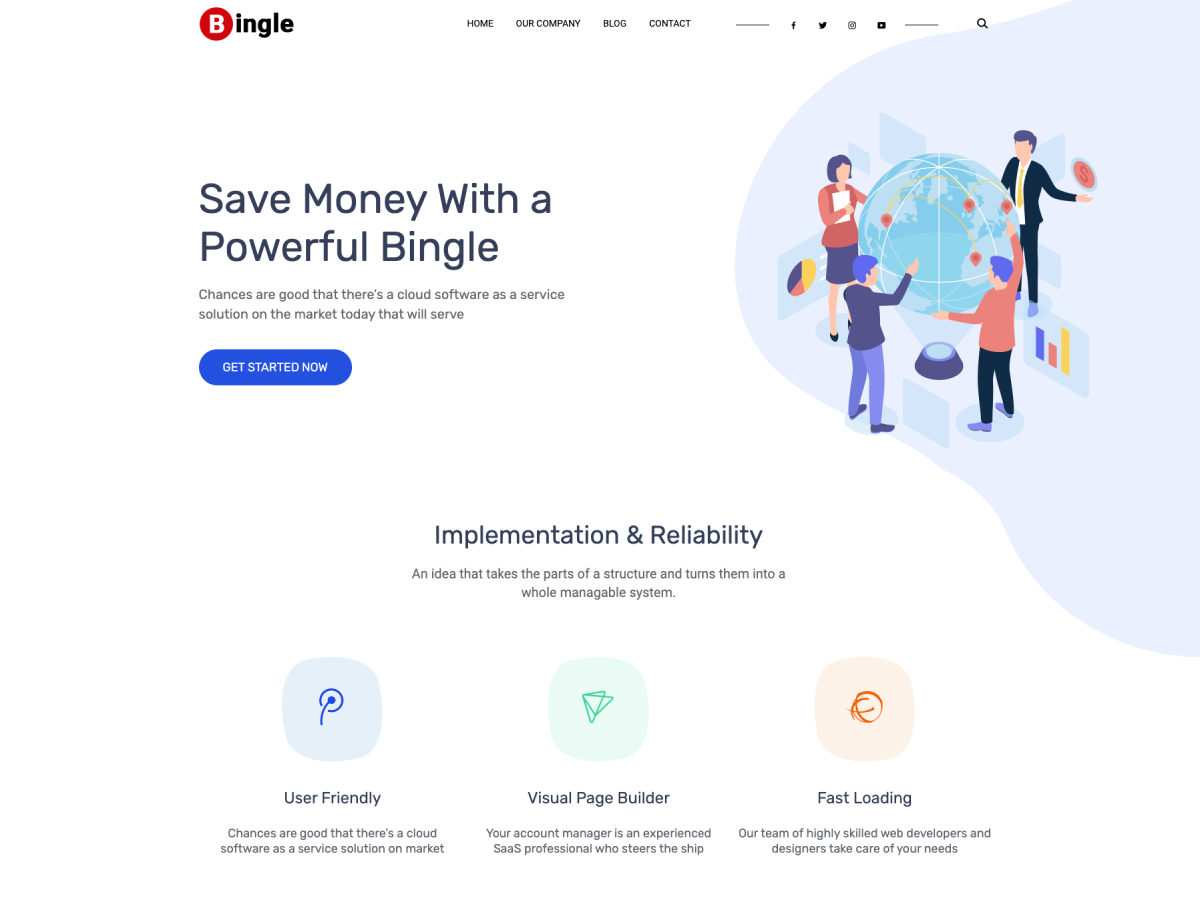 Bingle
HOME OUR COMPANY BLOG CONTACT
Save Money With a
Powerful Bingle
Chances are good that there’s a cloud software as a service
solution on the market today that will serve
GET STARTED NOW
$
Implementation & Reliability
An idea that takes the parts of a structure and turns them into a
whole managable system.
User Friendly
Chances are good that there’s a cloud
software as a service solution on market
Visual Page Builder
Your account manager is an experienced
SaaS professional who steers the ship
Fast Loading
Our team of highly skilled web developers and
designers take care of your needs